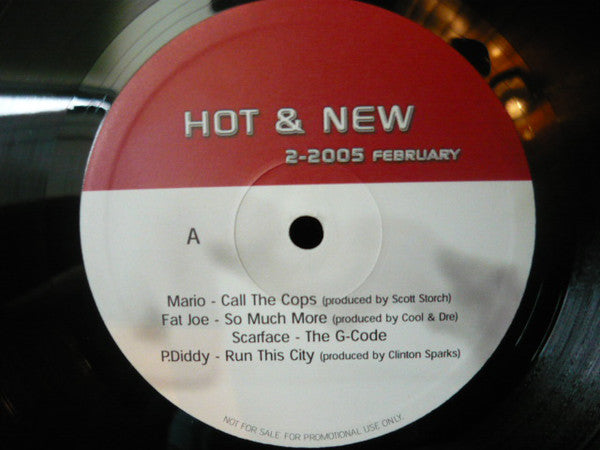 HOT & NEW
2-2005 FEBRUARY
A
Mario - Call The Cops (produced by Scott Storch)
Fat Joe - So Much More (produced by Cool & Dre)
Scarface - The G-Code
P.Diddy - Run This City (produced by Clinton Sparks)
NOT FOR SALE. FOR PROMOTIONAL USE ONLY.